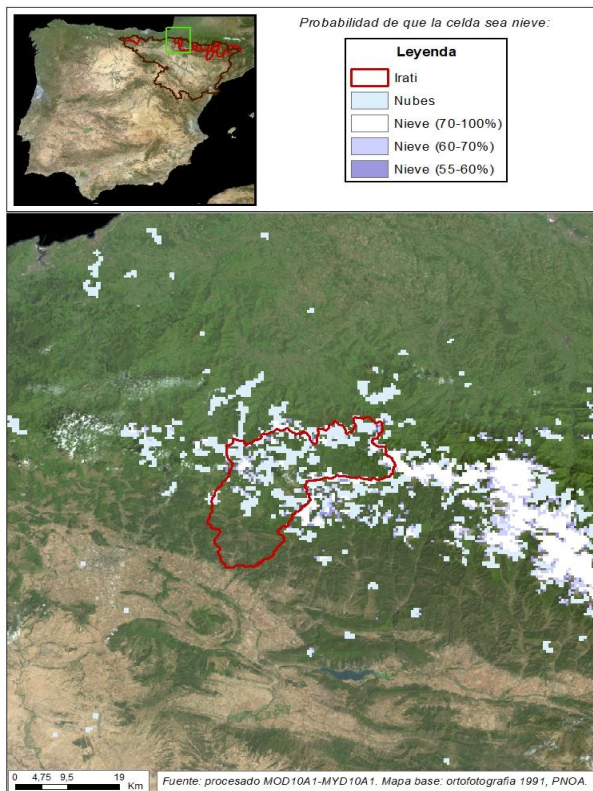 Probabilidad de que la celda sea nieve:
Leyenda
Irati
Nubes
Nieve (70-100%)
Nieve (60-70%)
Nieve (55-60%)
0 4,75 9,5 19
Km
Fuente: procesado MOD10A1-MYD10A1. Mapa base: ortofotografía 1991, PNOA.